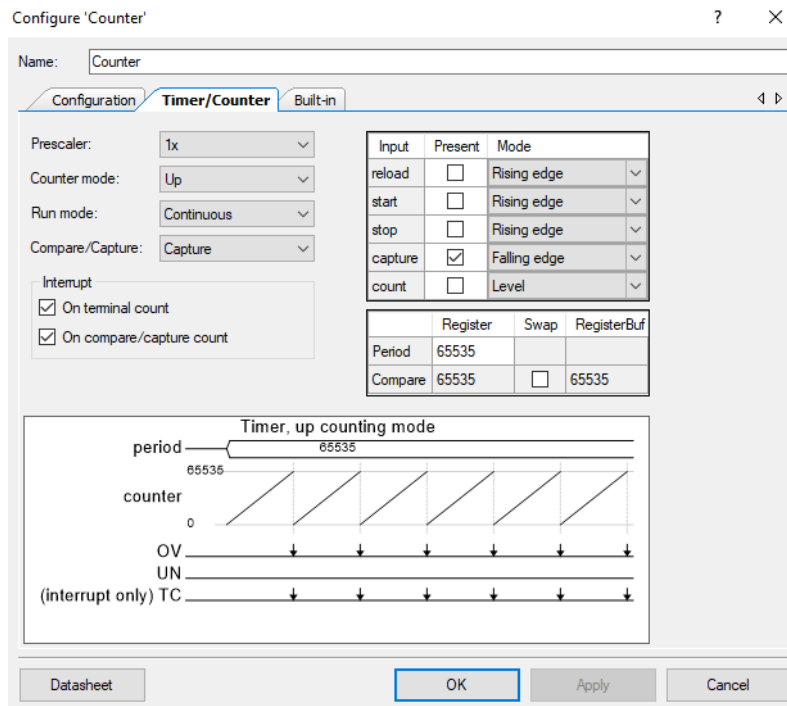 Configure 'Counter'
?
Name: Counter
Configuration Timer/Counter Built-in
Prescaler: 1x
Counter mode: Up
Run mode: Continuous
Compare/Capture: Capture
Interrupt
On terminal count
On compare/capture count
Input Present Mode
reload Rising edge
start Rising edge
stop Rising edge
capture Falling edge
count Level
Register Swap RegisterBuf
Period 65535
Compare 65535 65535
Timer, up counting mode
period 65535
65535
counter
0
OV
UN
(interrupt only) TC
Datasheet OK Apply Cancel